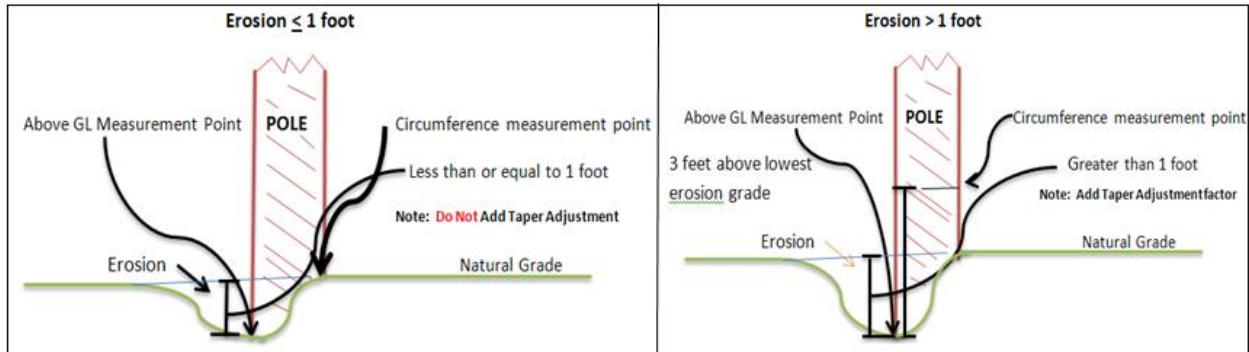 Erosion ≤ 1 foot
Above GL Measurement Point
POLE
Circumference measurement point
Less than or equal to 1 foot
Note: Do Not Add Taper Adjustment
Erosion
Natural Grade
Erosion > 1 foot
Above GL Measurement Point
POLE
Circumference measurement point
3 feet above lowest
erosion grade
Greater than 1 foot
Note: Add Taper Adjustmentfactor
Erosion
Natural Grade